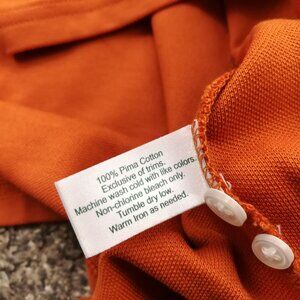 100% Pima Cotton
Exclusive of trims.
Machine wash cold with like colors.
Non-chlorine bleach only.
Tumble dry low.
Warm Iron as needed.